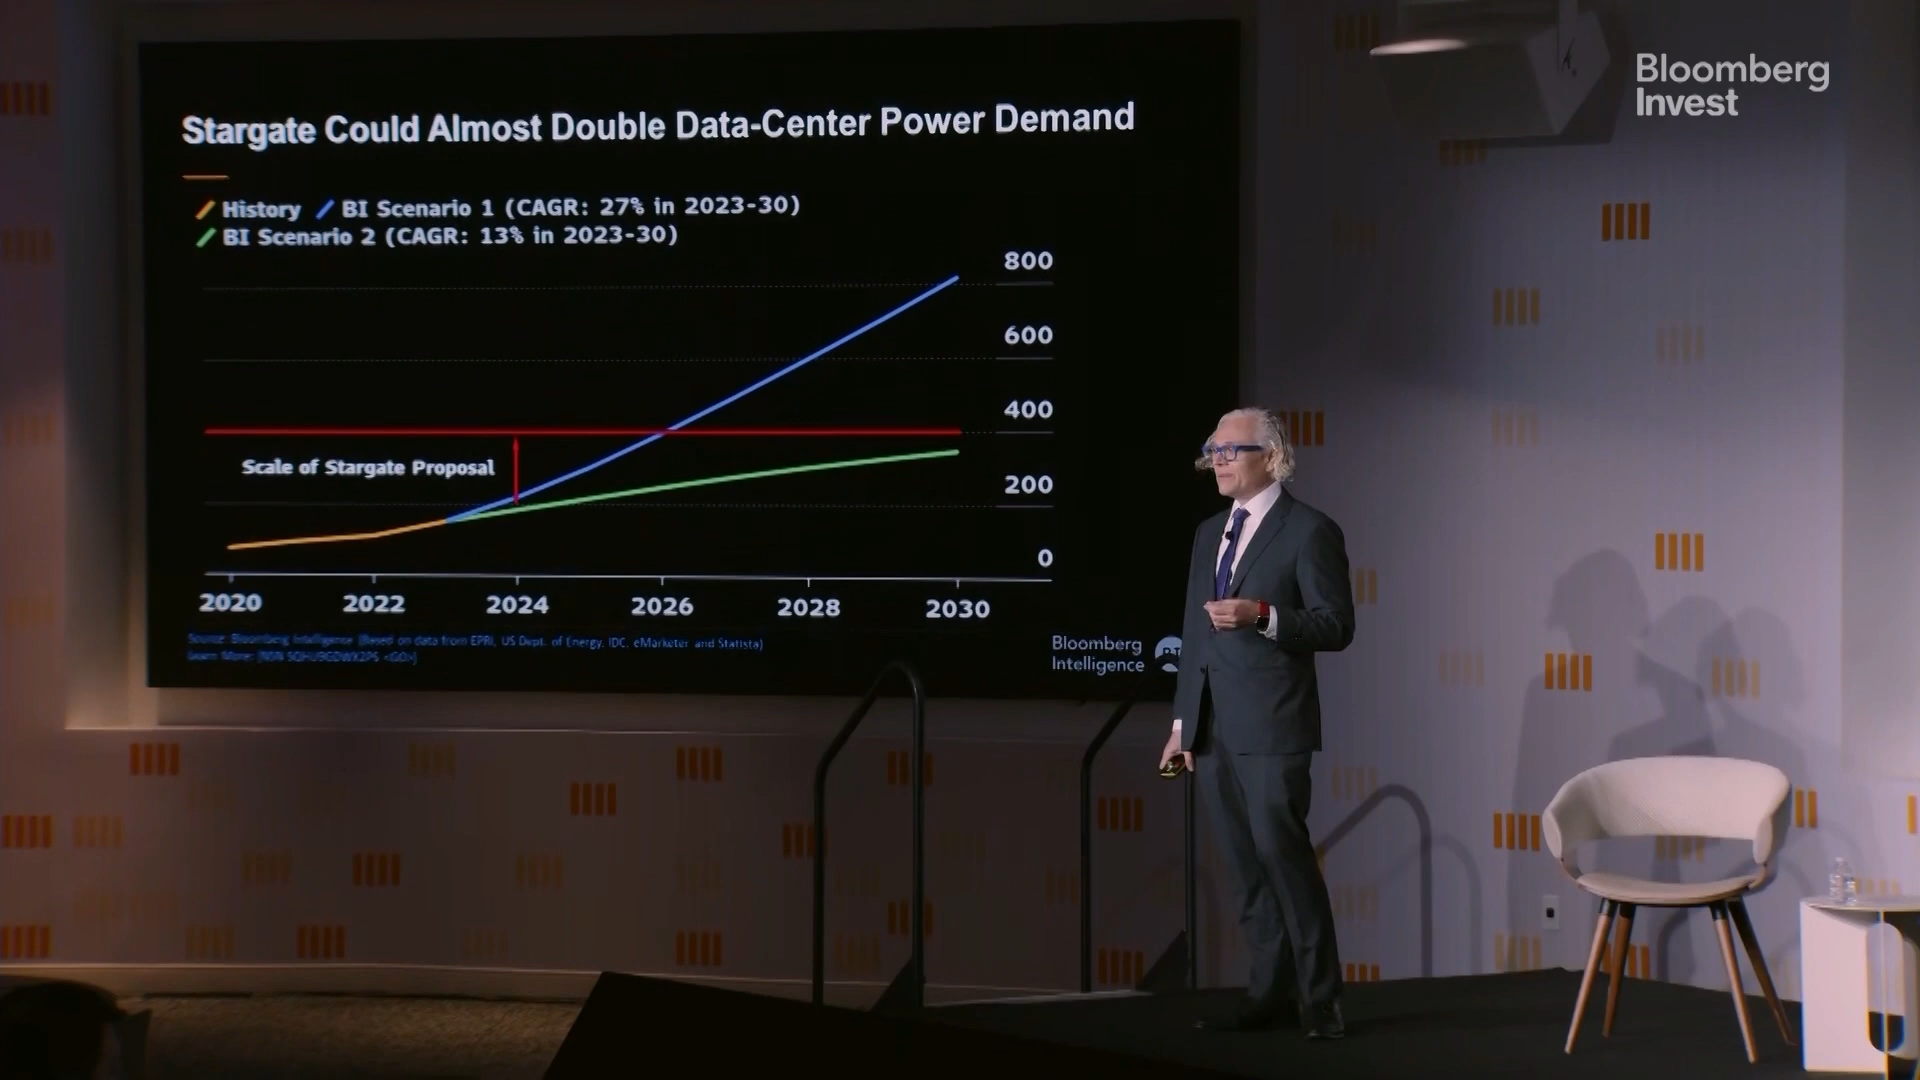 Bloomberg
Invest
Stargate Could Almost Double Data-Center Power Demand
History BI Scenario 1 (CAGR: 27% in 2023-30)
BI Scenario 2 (CAGR: 13% in 2023-30)
800
600
400
Scale of Stargate Proposal
200
0
2020 2022 2024 2026 2028 2030
Source: Bloomberg Intelligence (Based on data from EPRI, US Dept. of Energy, IDC, eMarketer and Statista)
Learn More:
Bloomberg
Intelligence